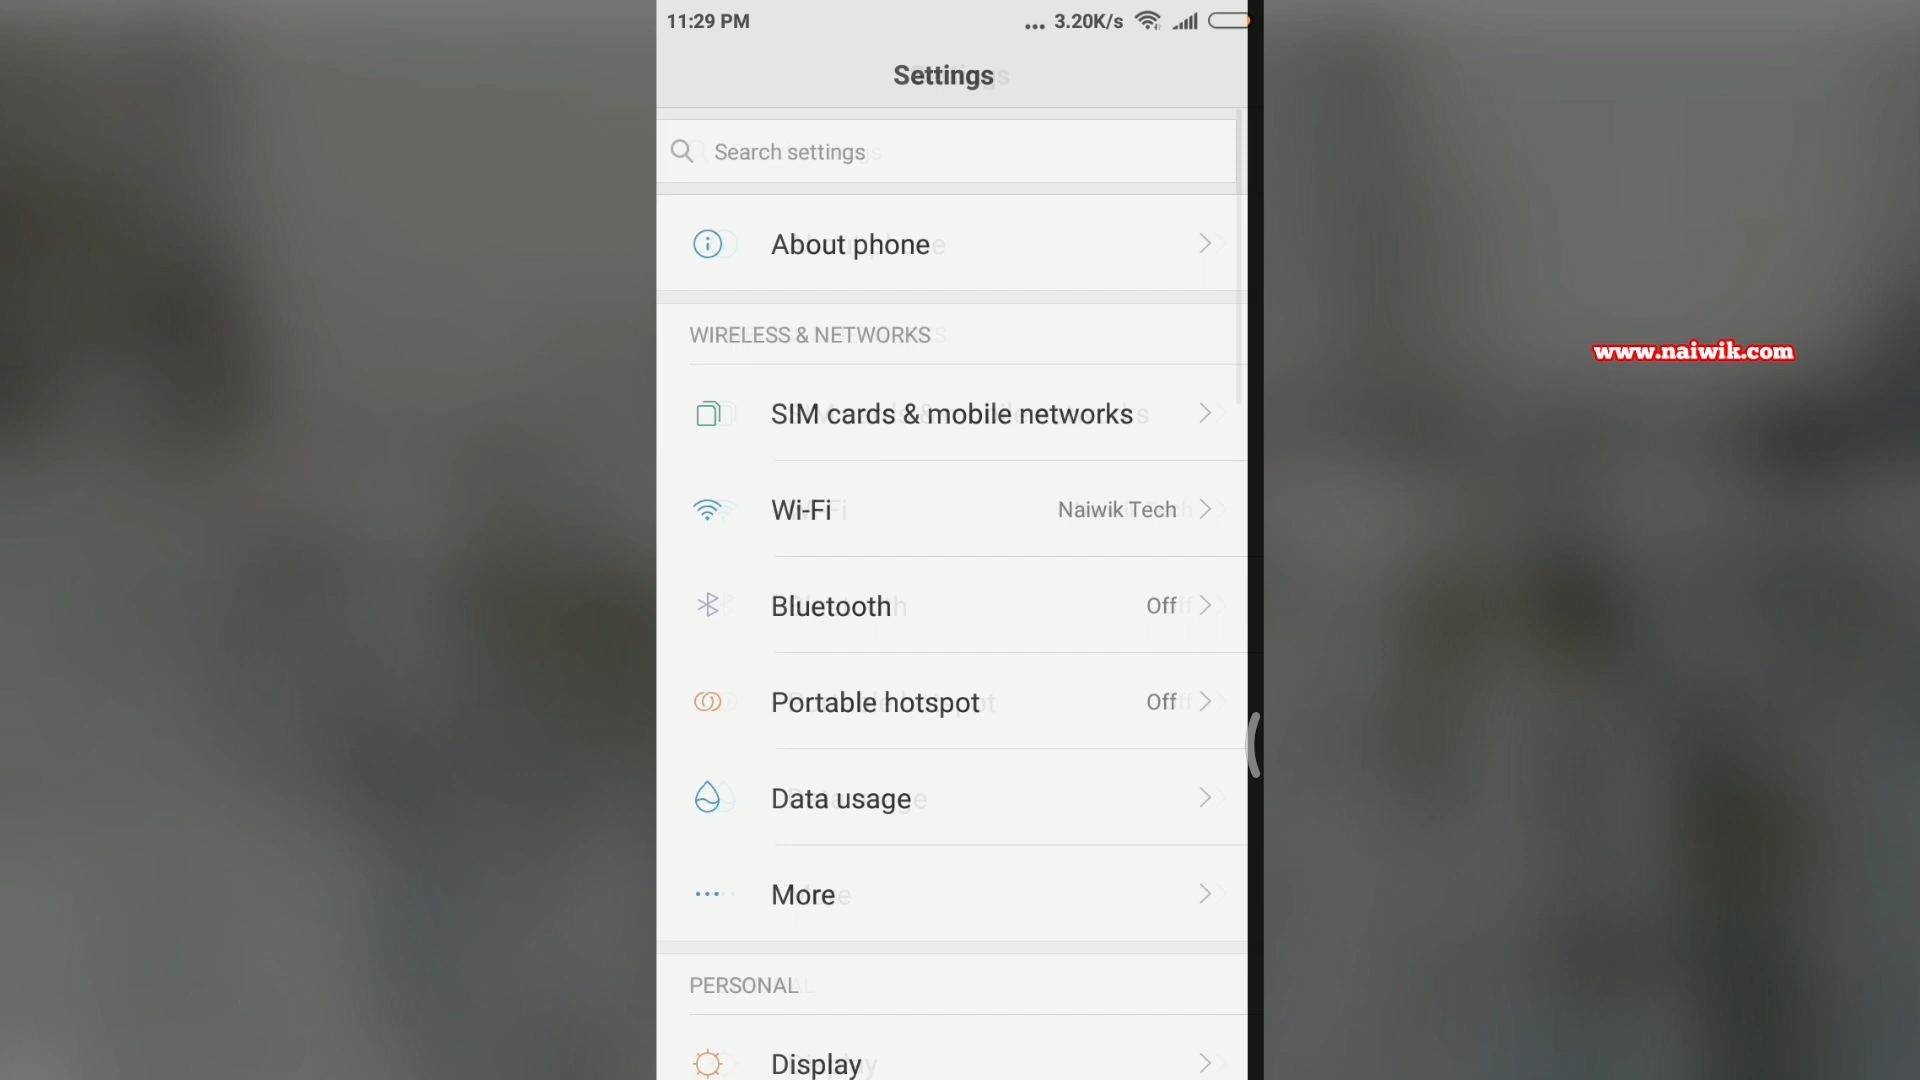 11:29 PM
... 3.20K/s
Settings
Search settings
About phone
WIRELESS & NETWORKS
SIM cards & mobile networks
Wi-Fi
Naiwik Tech
Bluetooth
Off
Portable hotspot
Off
Data usage
More
PERSONAL
Display
www.naiwik.com